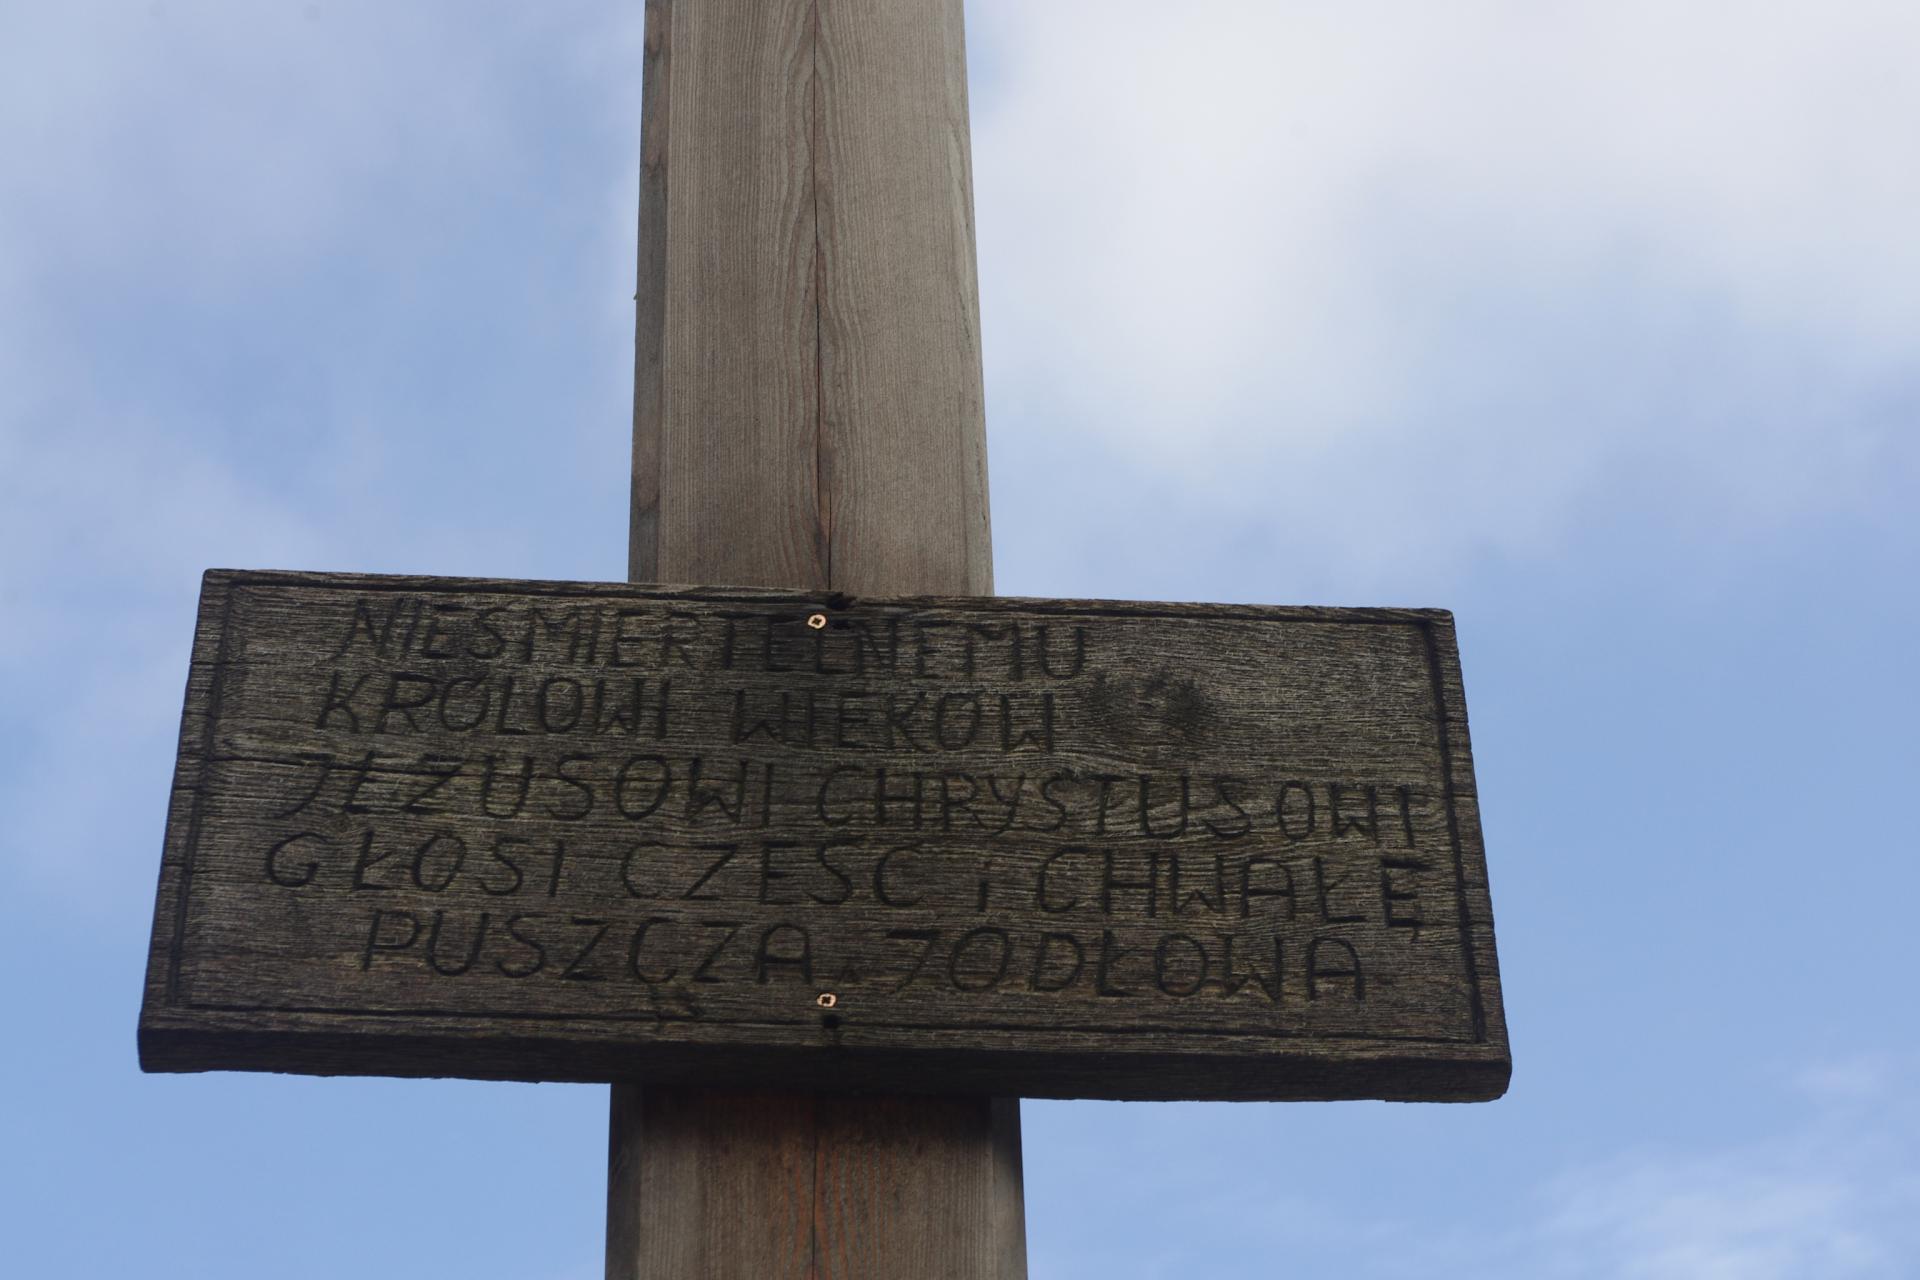 NIEŚMIERTELNEMU
KRÓLOWI WIEKÓW
JEZUSOWI CHRYSTUSOWI
GŁOSI CZEŚĆ i CHWAŁĘ
PUSZCZA JODŁOWA